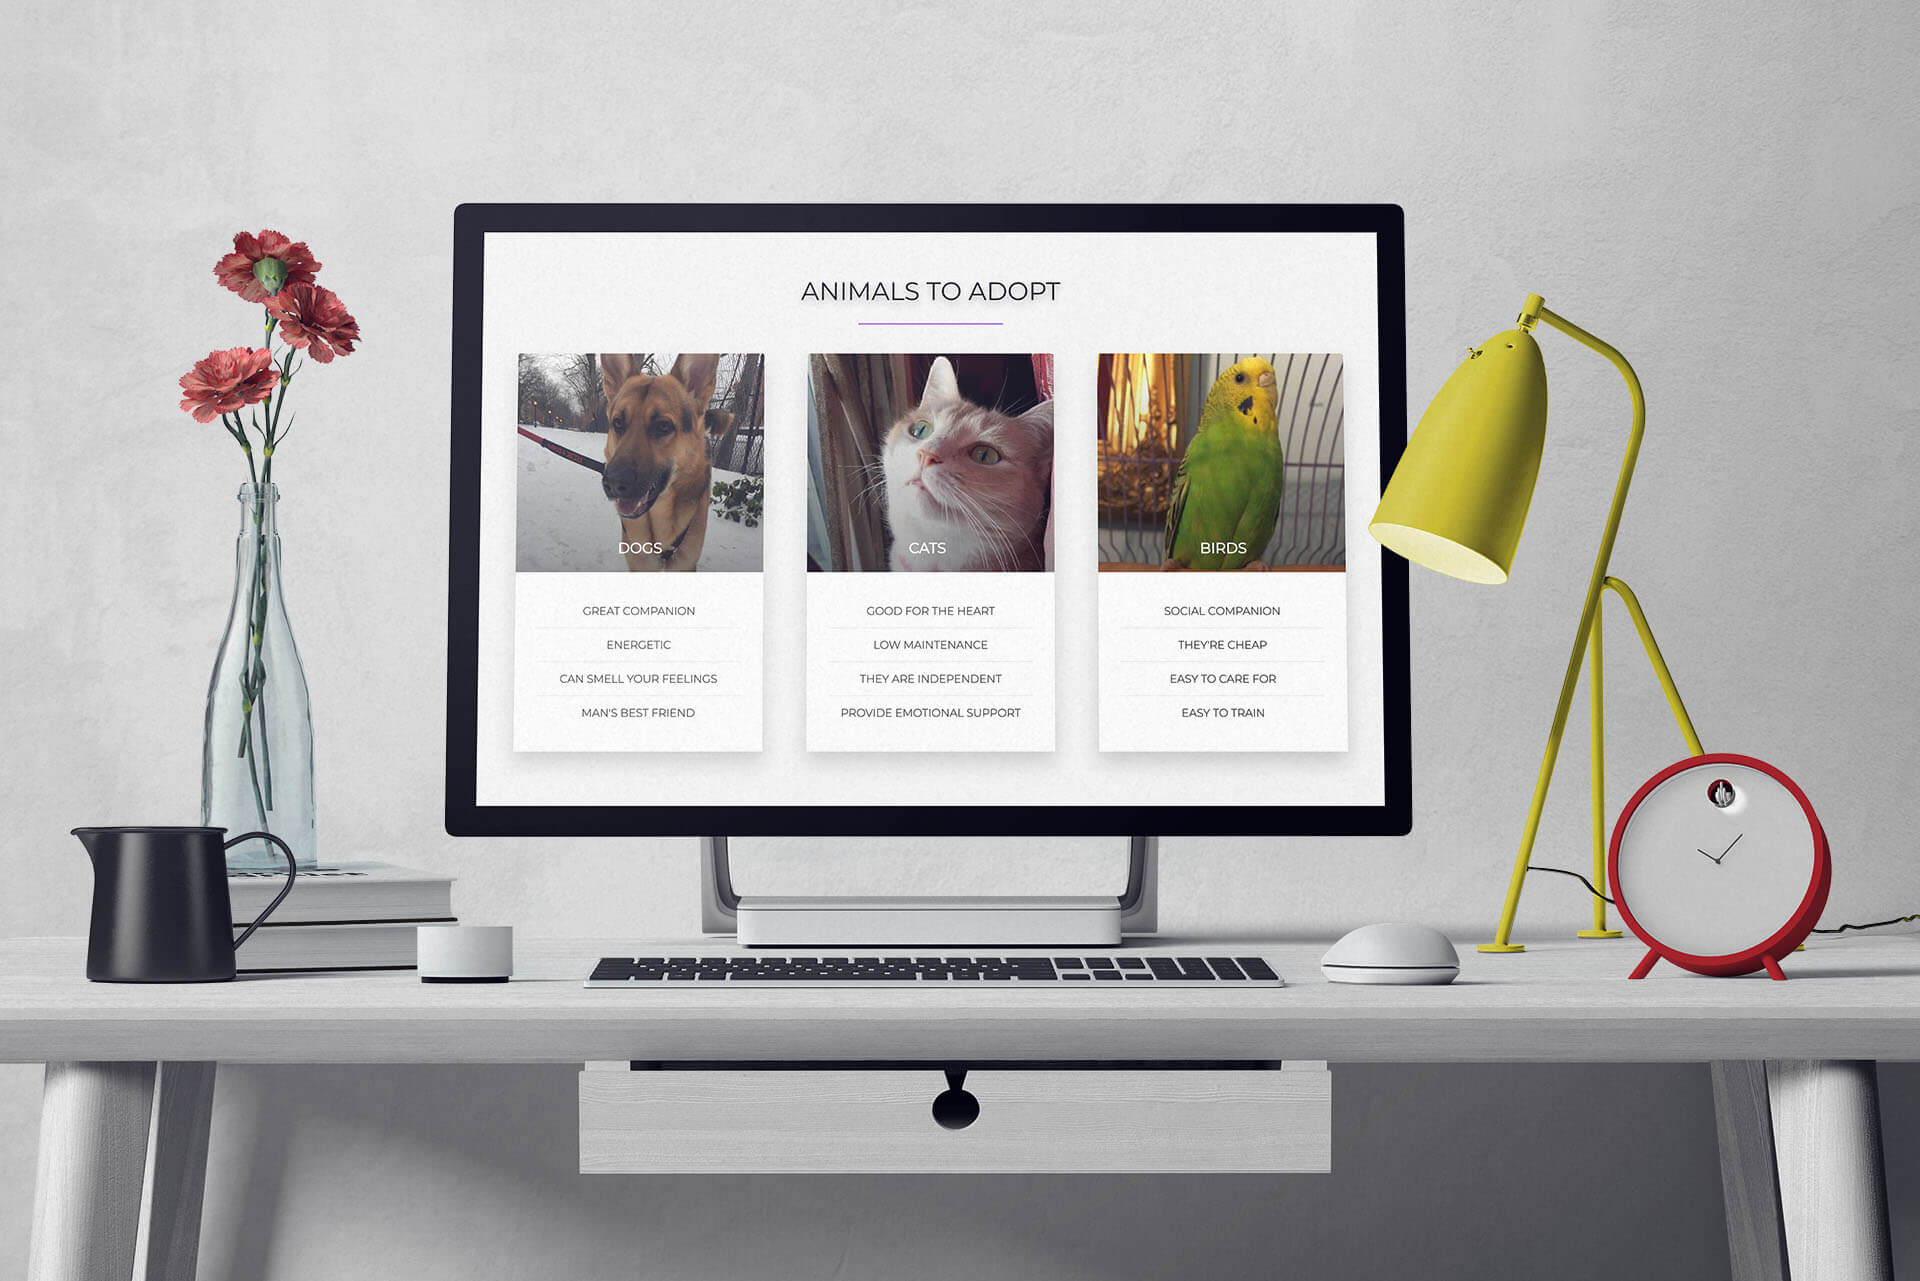 ANIMALS TO ADOPT
DOGS
GREAT COMPANION
ENERGETIC
CAN SMELL YOUR FEELINGS
MAN'S BEST FRIEND
CATS
GOOD FOR THE HEART
LOW MAINTENANCE
THEY ARE INDEPENDENT
PROVIDE EMOTIONAL SUPPORT
BIRDS
SOCIAL COMPANION
THEY'RE CHEAP
EASY TO CARE FOR
EASY TO TRAIN